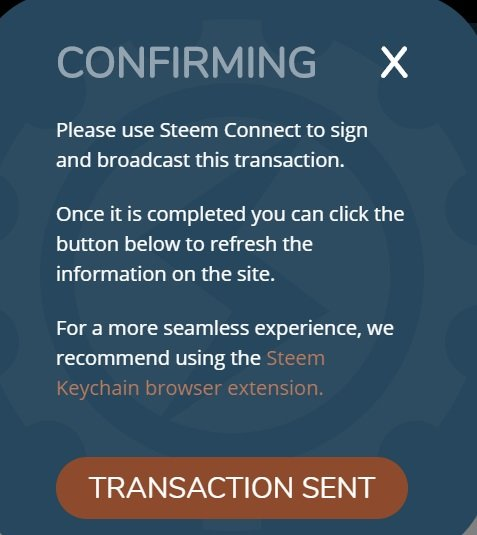 CONFIRMING X
Please use Steem Connect to sign
and broadcast this transaction.
Once it is completed you can click the
button below to refresh the
information on the site.
For a more seamless experience, we
recommend using the Steem
Keychain browser extension.
TRANSACTION SENT